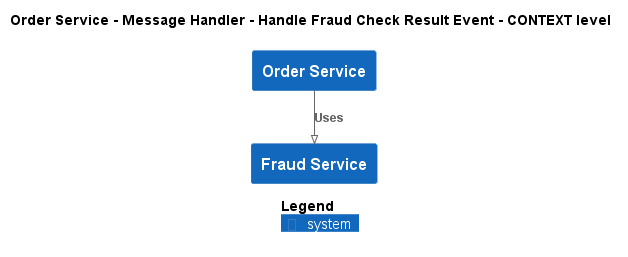 Order Service - Message Handler - Handle Fraud Check Result Event - CONTEXT level
Order Service
Uses
Fraud Service
Legend
system